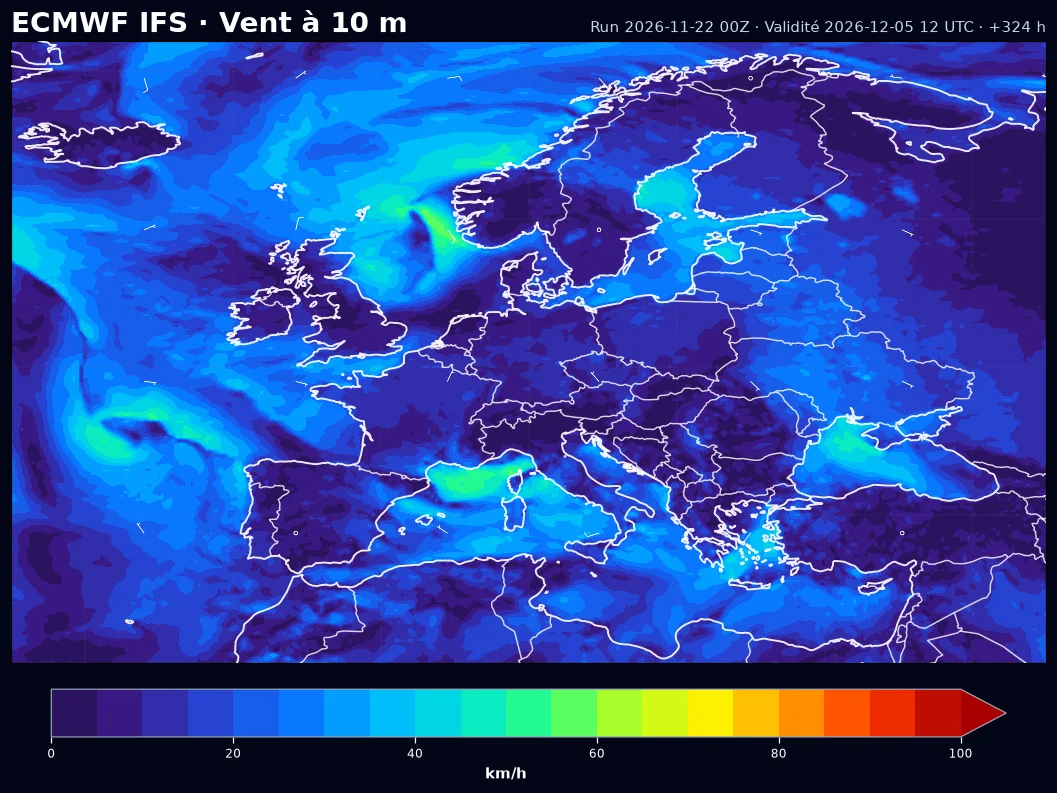 ECMWF IFS · Vent à 10 m
Run 2026-11-22 00Z · Validité 2026-12-05 12 UTC · +324 h
0 20 40 60 80 100
km/h